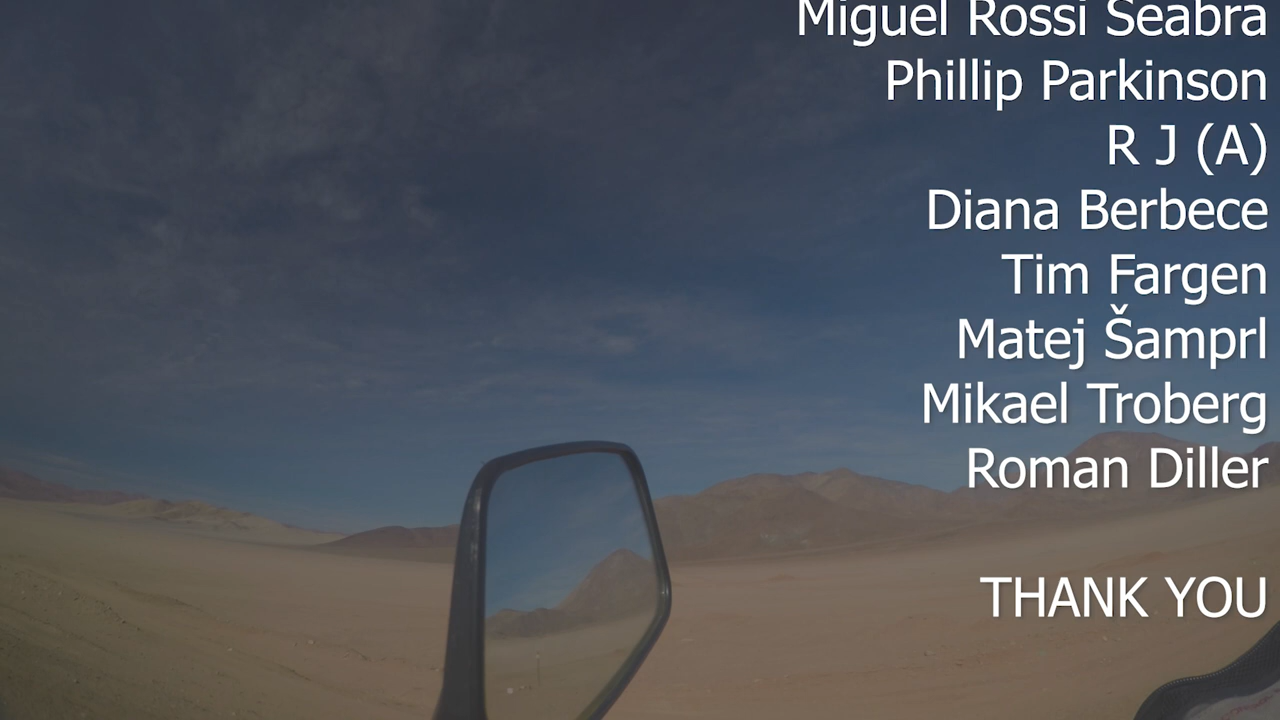 Miguel Rossi Seabra
Phillip Parkinson
R J (A)
Diana Berbece
Tim Fargen
Matej Šamprl
Mikael Troberg
Roman Diller
THANK YOU